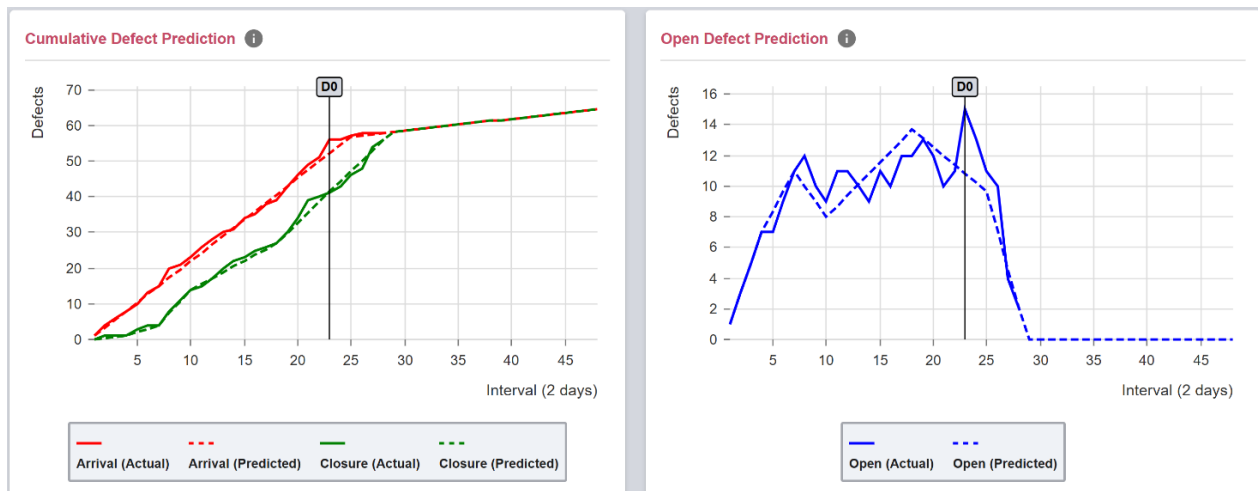 Cumulative Defect Prediction i
Defects
70
60
50
40
30
20
10
0
D0
5 10 15 20 25 30 35 40 45
Interval (2 days)
Arrival (Actual) Arrival (Predicted) Closure (Actual) Closure (Predicted)
Open Defect Prediction i
Defects
16
14
12
10
8
6
4
2
0
D0
5 10 15 20 25 30 35 40 45
Interval (2 days)
Open (Actual) Open (Predicted)